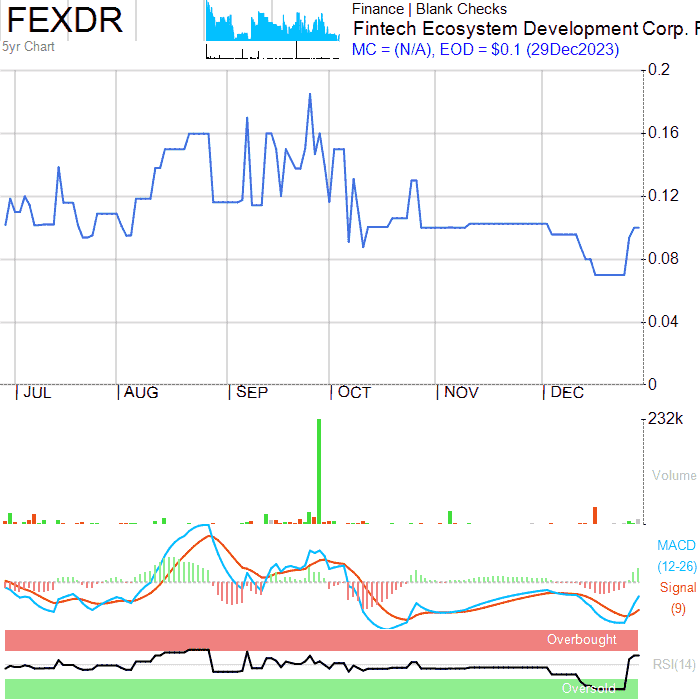 FEXDR
5yr Chart
Finance | Blank Checks
Fintech Ecosystem Development Corp.
MC = (N/A), EOD = $0.1 (29Dec2023)
0.2
0.16
0.12
0.08
0.04
0
JUL AUG SEP OCT NOV DEC
232k
Volume
MACD
(12-26)
Signal
(9)
Overbought
RSI(14)
Oversold